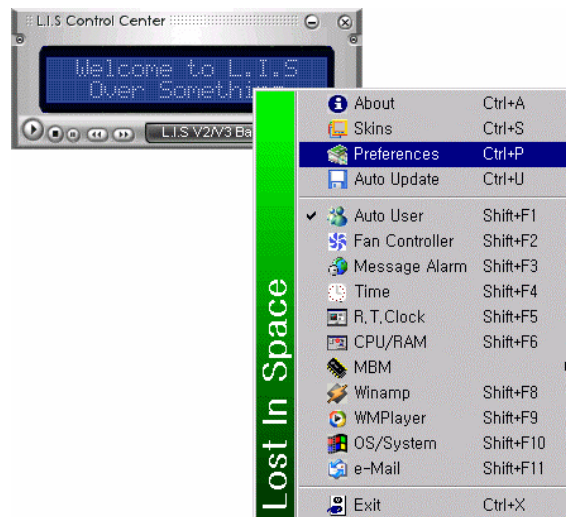 L.I.S Control Center
Welcome to L.I.S
Over
L.I.S V2/V3
About Ctrl+A
Skins Ctrl+S
Preferences Ctrl+P
Auto Update Ctrl+U
Auto User Shift+F1
Fan Controller Shift+F2
Message Alarm Shift+F3
Time Shift+F4
R,T,Clock Shift+F5
CPU/RAM Shift+F6
MBM
Winamp Shift+F8
WMPlayer Shift+F9
OS/System Shift+F10
e-Mail Shift+F11
Exit Ctrl+X
Lost In Space